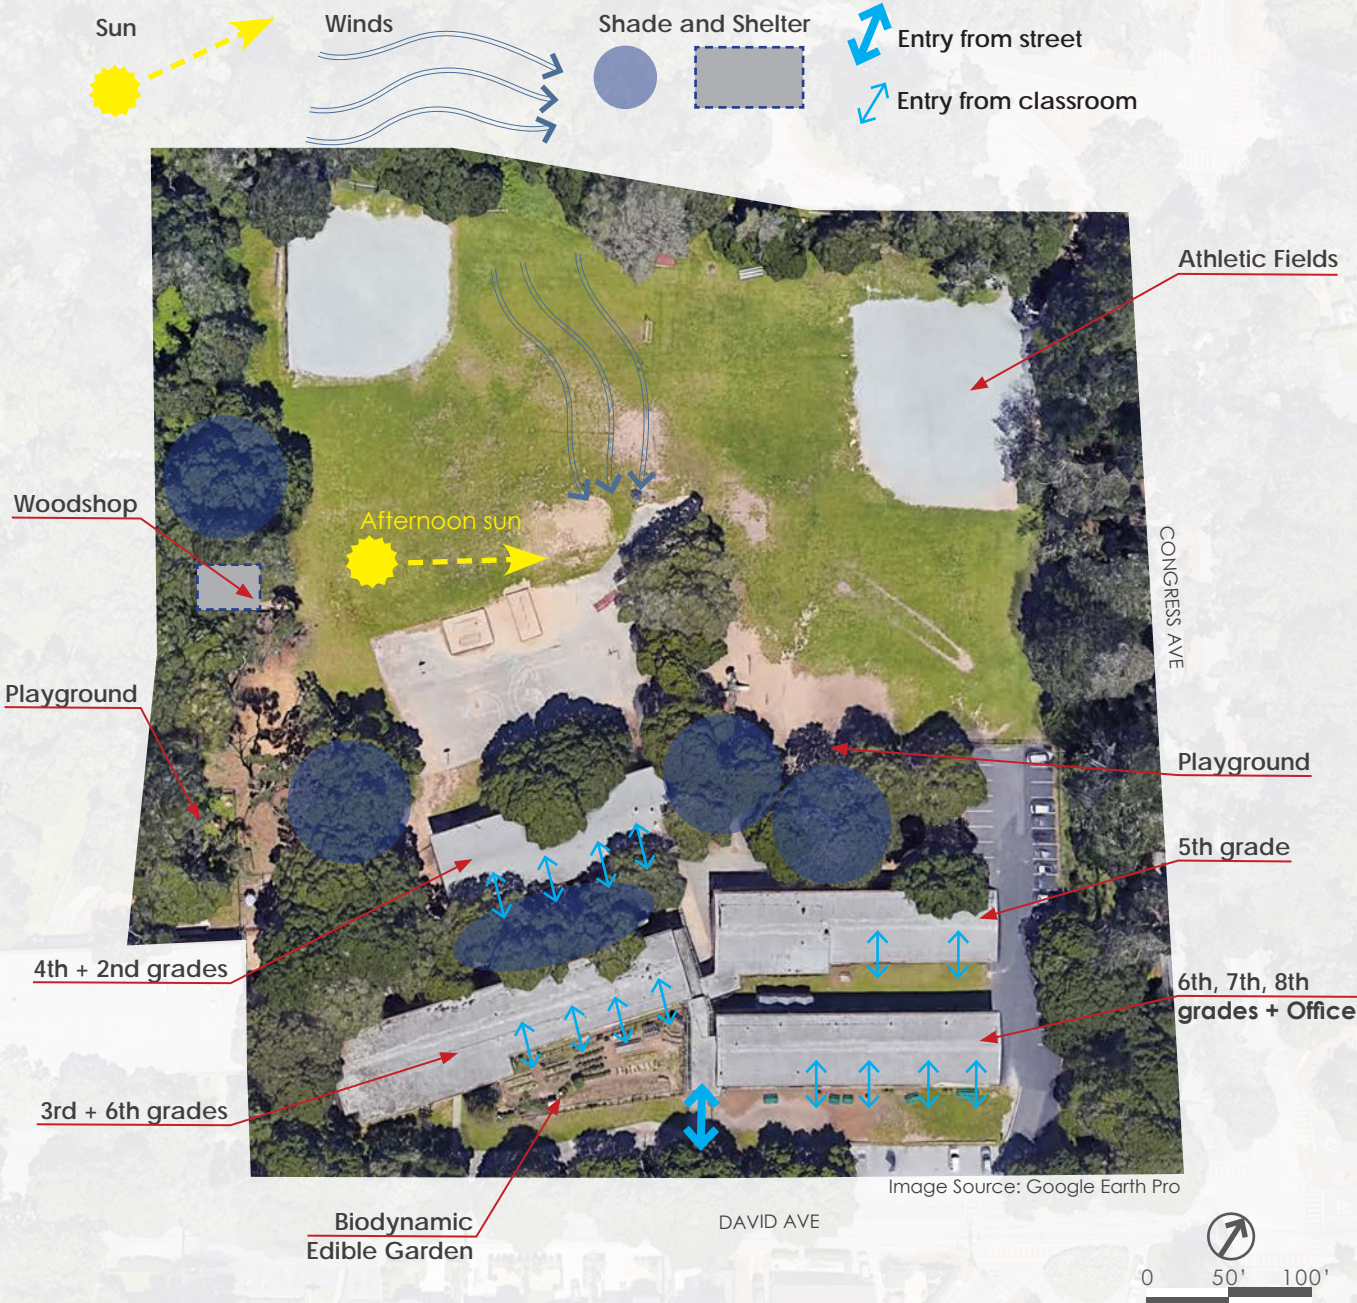 Sun
Winds
Shade and Shelter
Entry from street
Entry from classroom
Athletic Fields
Woodshop
Afternoon sun
CONGRESS AVE
Playground
Playground
5th grade
4th + 2nd grades
6th, 7th, 8th
grades + Office
3rd + 6th grades
Image Source: Google Earth Pro
Biodynamic
Edible Garden
DAVID AVE
0 50' 100'